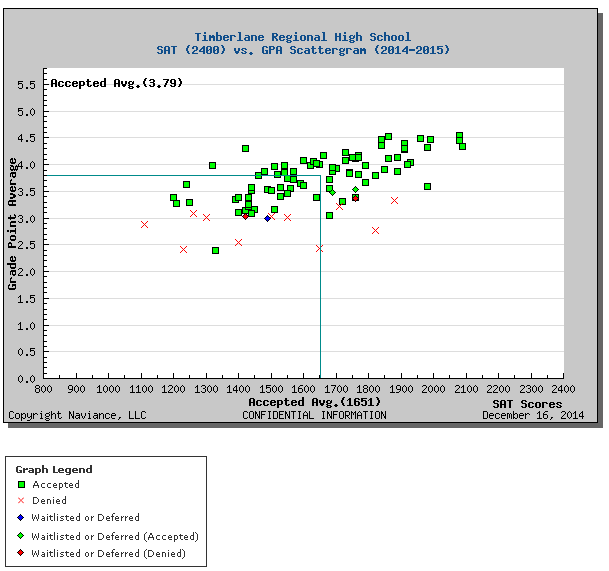 Timberlane Regional High School
SAT (2400) vs. GPA Scattergram (2014-2015)
Accepted Avg.(3.79)
5.5
5.0
4.5
4.0
3.5
3.0
2.5
2.0
1.5
1.0
0.5
0.0
Grade Point Average
800 900 1000 1100 1200 1300 1400 1500 1600 1700 1800 1900 2000 2100 2200 2300 2400
Accepted Avg.(1651)
SAT Scores
Copyright Naviance, LLC
CONFIDENTIAL INFORMATION
December 16, 2014
Graph Legend
Accepted
Denied
Waitlisted or Deferred
Waitlisted or Deferred (Accepted)
Waitlisted or Deferred (Denied)